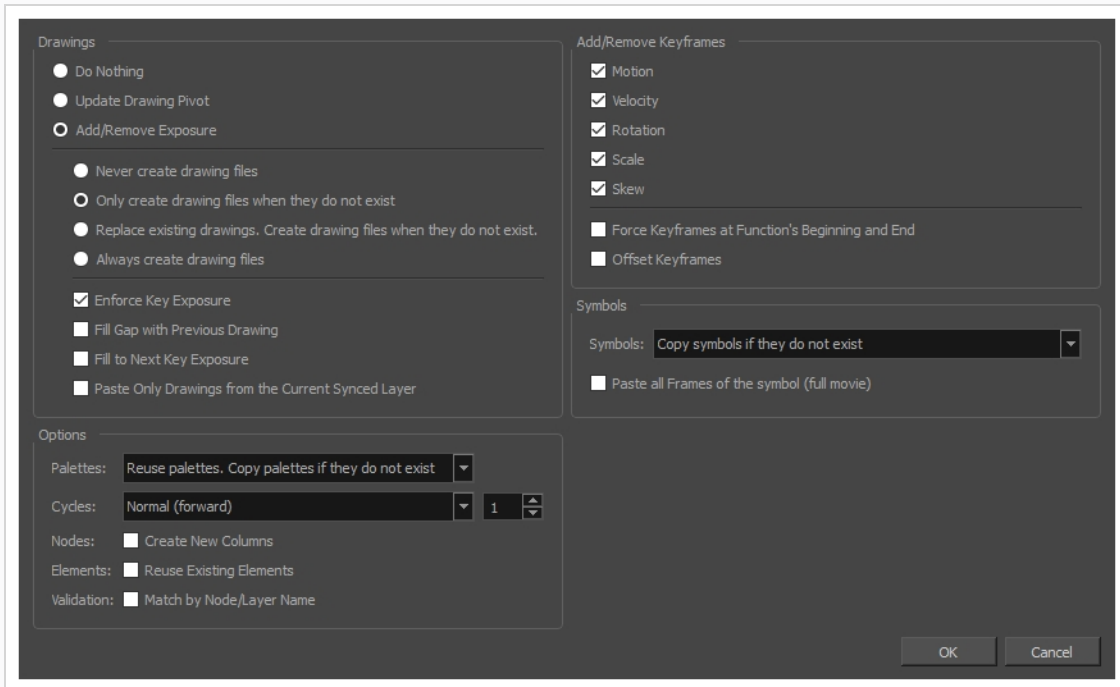 Drawings
Do Nothing
Update Drawing Pivot
Add/Remove Exposure
Never create drawing files
Only create drawing files when they do not exist
Replace existing drawings. Create drawing files when they do not exist.
Always create drawing files
Enforce Key Exposure
Fill Gap with Previous Drawing
Fill to Next Key Exposure
Paste Only Drawings from the Current Synced Layer
Add/Remove Keyframes
Motion
Velocity
Rotation
Scale
Skew
Force Keyframes at Function's Beginning and End
Offset Keyframes
Symbols
Symbols: Copy symbols if they do not exist
Paste all Frames of the symbol (full movie)
Options
Palettes: Reuse palettes. Copy palettes if they do not exist
Cycles: Normal (forward) 1
Nodes: Create New Columns
Elements: Reuse Existing Elements
Validation: Match by Node/Layer Name
OK Cancel